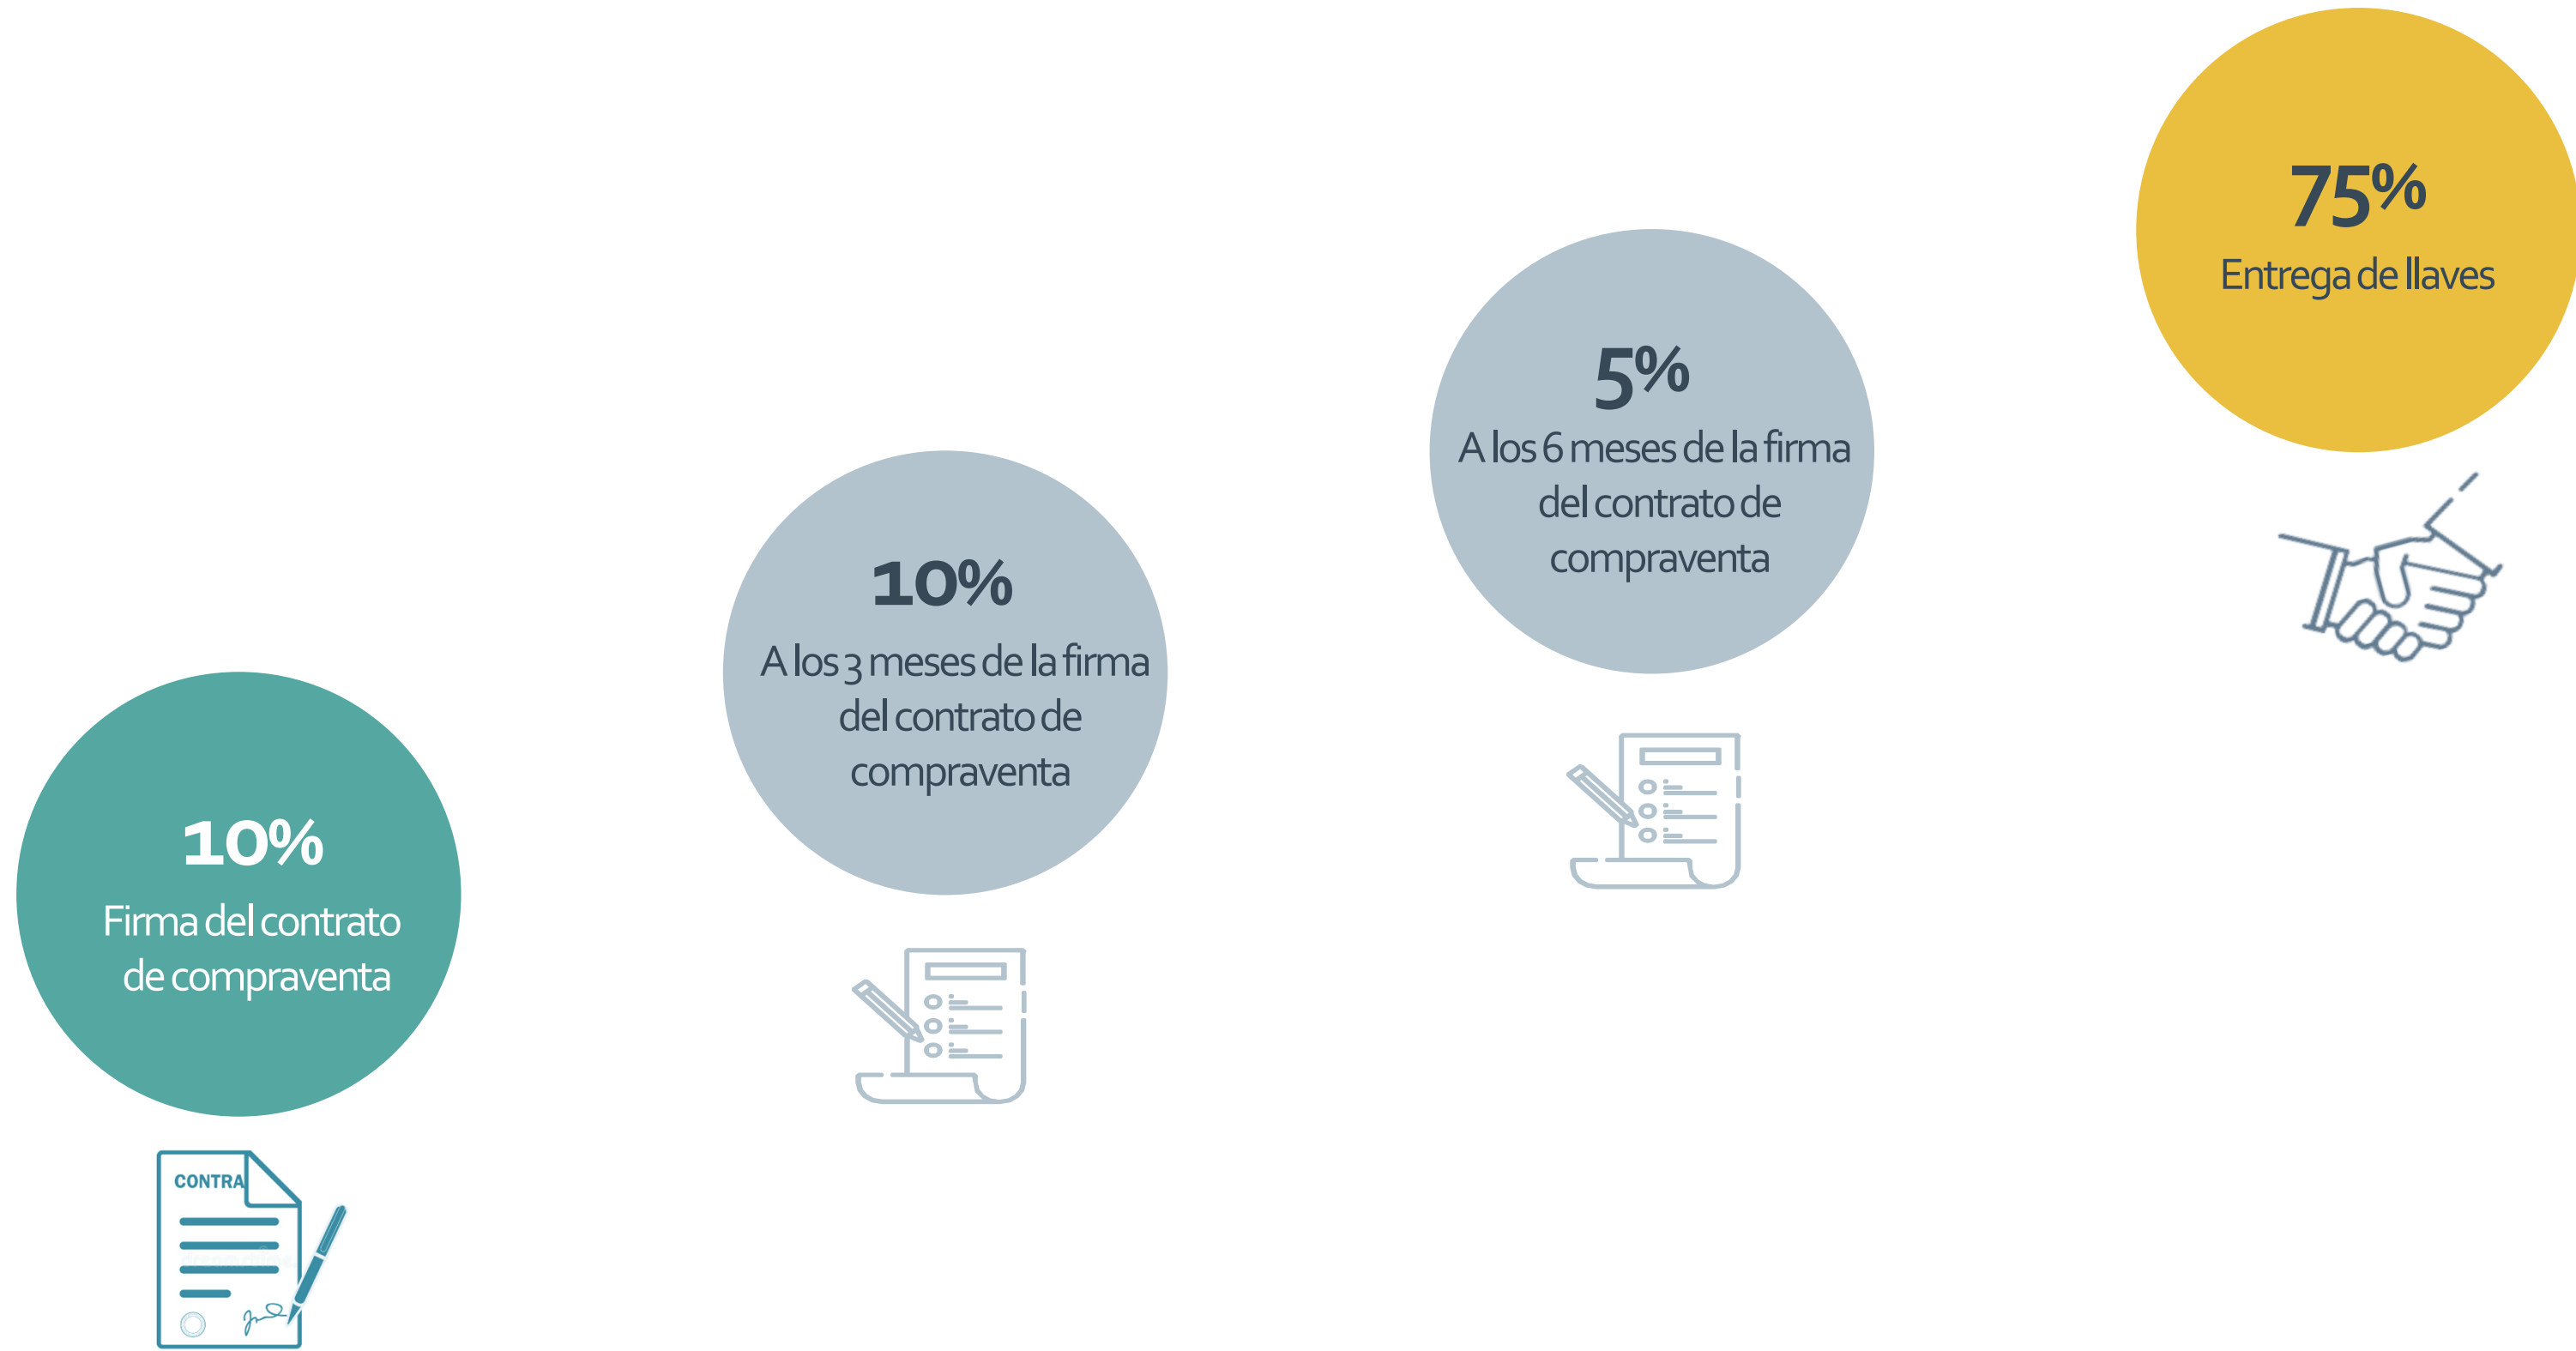 10%
Firma del contrato
de compraventa
CONTRA
10%
A los 3 meses de la firma
del contrato de
compraventa
5%
A los 6 meses de la firma
del contrato de
compraventa
75%
Entrega de llaves